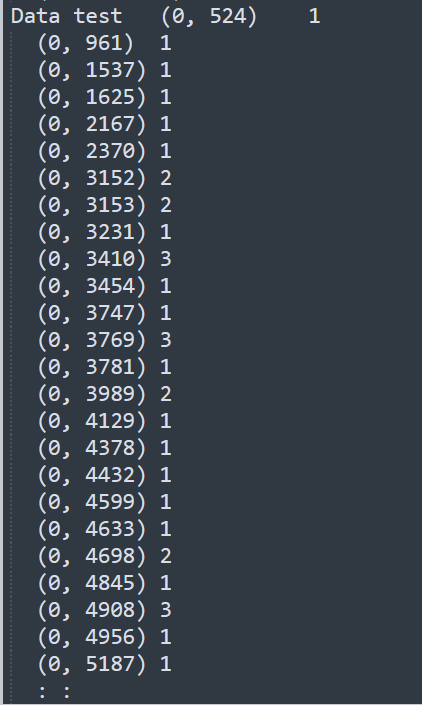 Data test   (0, 524)    1
(0, 961)  1
(0, 1537) 1
(0, 1625) 1
(0, 2167) 1
(0, 2370) 1
(0, 3152) 2
(0, 3153) 2
(0, 3231) 1
(0, 3410) 3
(0, 3454) 1
(0, 3747) 1
(0, 3769) 3
(0, 3781) 1
(0, 3989) 2
(0, 4129) 1
(0, 4378) 1
(0, 4432) 1
(0, 4599) 1
(0, 4633) 1
(0, 4698) 2
(0, 4845) 1
(0, 4908) 3
(0, 4956) 1
(0, 5187) 1
: :